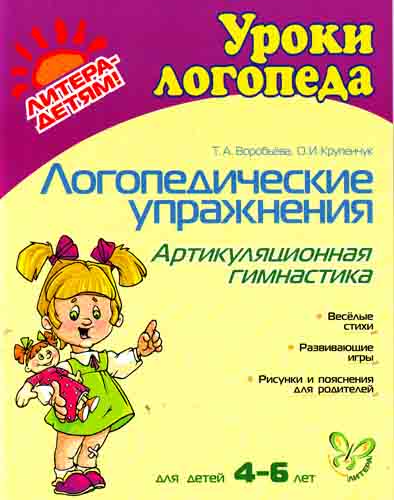 ЛИТЕРА-
ДЕТЯМ!
Уроки
логопеда
Т. А. Воробьёва, О. И. Крупенчук
Логопедические
упражнения
Артикуляционная
гимнастика
Весёлые
стихи
Развивающие
игры
Рисунки и пояснения
для родителей
ЛИТЕРА
для детей 4–6 лет